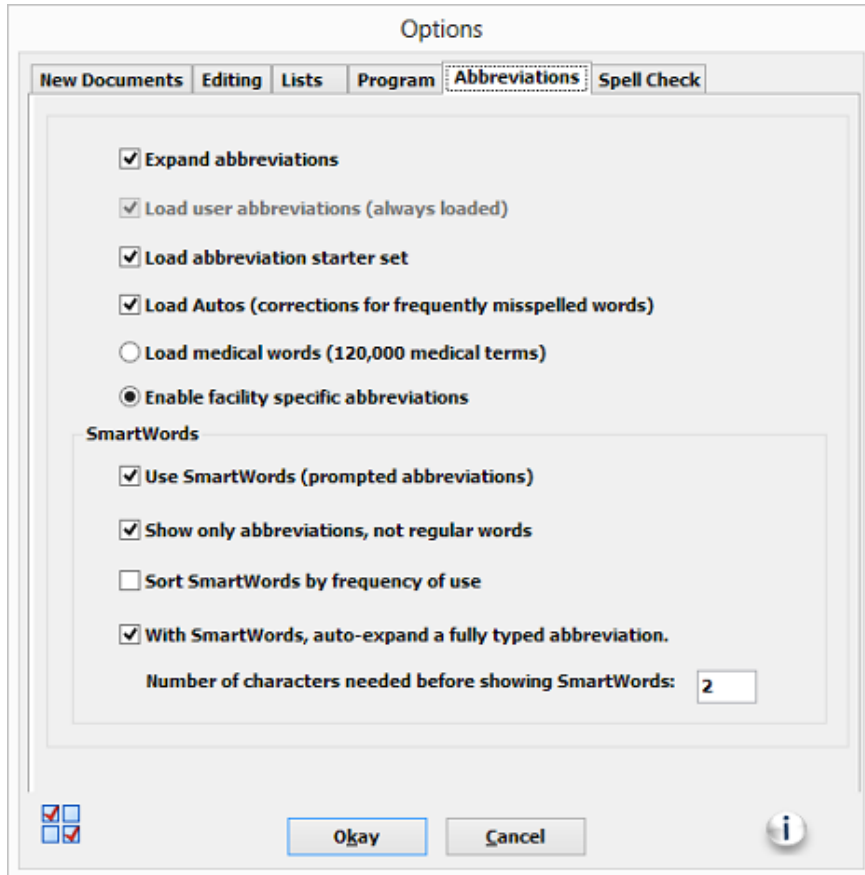 Options
New Documents Editing Lists Program Abbreviations Spell Check
Expand abbreviations
Load user abbreviations (always loaded)
Load abbreviation starter set
Load Autos (corrections for frequently misspelled words)
Load medical words (120,000 medical terms)
Enable facility specific abbreviations
SmartWords
Use SmartWords (prompted abbreviations)
Show only abbreviations, not regular words
Sort SmartWords by frequency of use
With SmartWords, auto-expand a fully typed abbreviation.
Number of characters needed before showing SmartWords: 2
Okay Cancel i